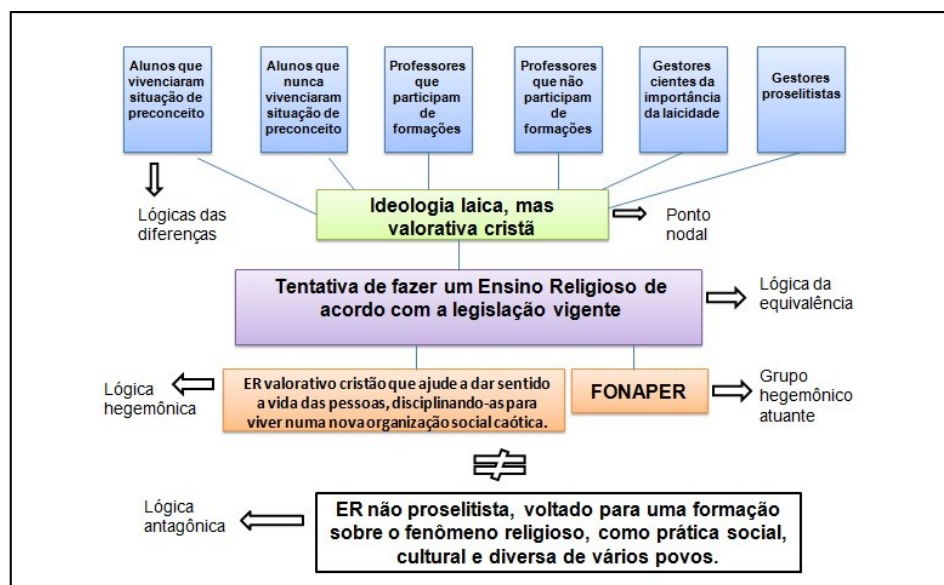 Alunos que
vivenciaram
situação de
preconceito
Alunos que
nunca
vivenciaram
situação de
preconceito
Professores
que
participam
de
formações
Professores
que não
participam
de
formações
Gestores
cientes da
importância
da laicidade
Gestores
proselitistas
Lógicas das
diferenças
Ideologia laica, mas
valorativa cristã
Ponto
nodal
Tentativa de fazer um Ensino Religioso de
acordo com a legislação vigente
Lógica da
equivalência
Lógica
hegemônica
ER valorativo cristão que ajude a dar sentido
a vida das pessoas, disciplinando-as para
viver numa nova organização social caótica.
FONAPER
Grupo
hegemônico
atuante
≠
Lógica
antagônica
ER não proselitista, voltado para uma formação
sobre o fenômeno religioso, como prática social,
cultural e diversa de vários povos.